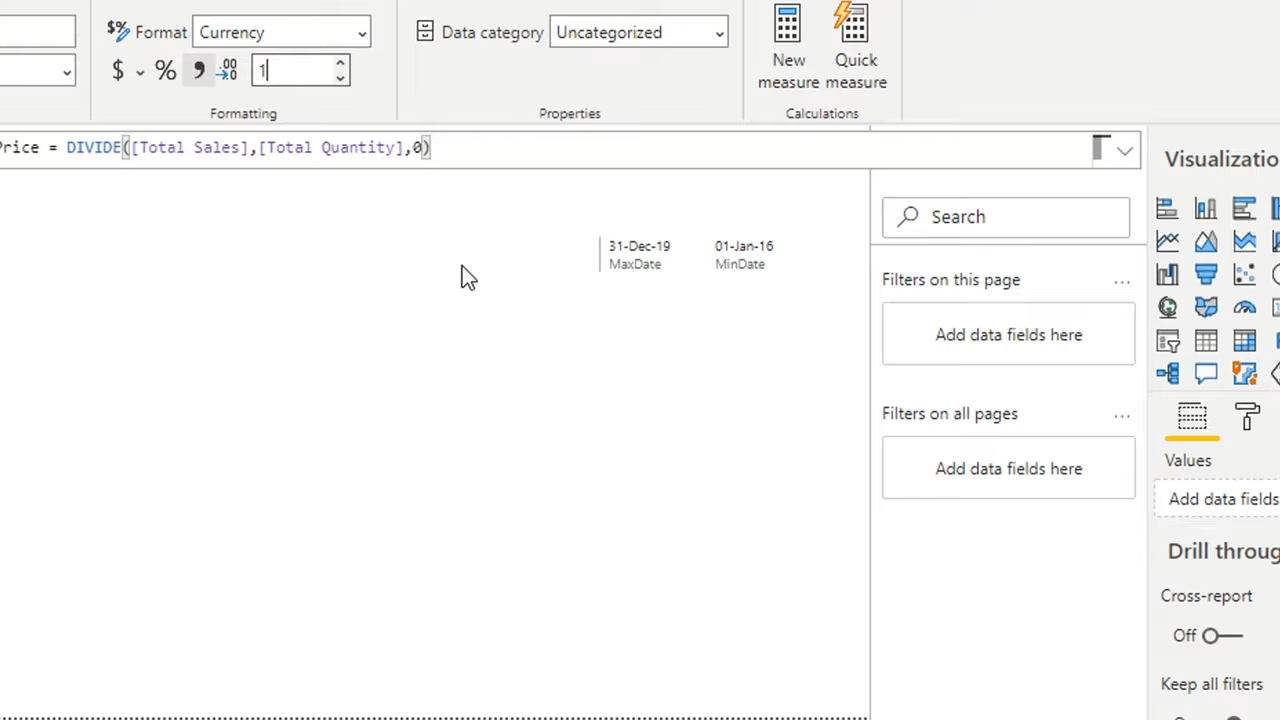 Format
Currency
$
%
,
.00
→.0
1
Formatting
Data category
Uncategorized
Properties
New
measure
Quick
measure
Calculations
Price = DIVIDE([Total Sales],[Total Quantity],0)
31-Dec-19
MaxDate
01-Jan-16
MinDate
Search
Filters on this page
...
Add data fields here
Filters on all pages
...
Add data fields here
Visualizatio
Values
Add data fields
Drill throug
Cross-report
Off
Keep all filters